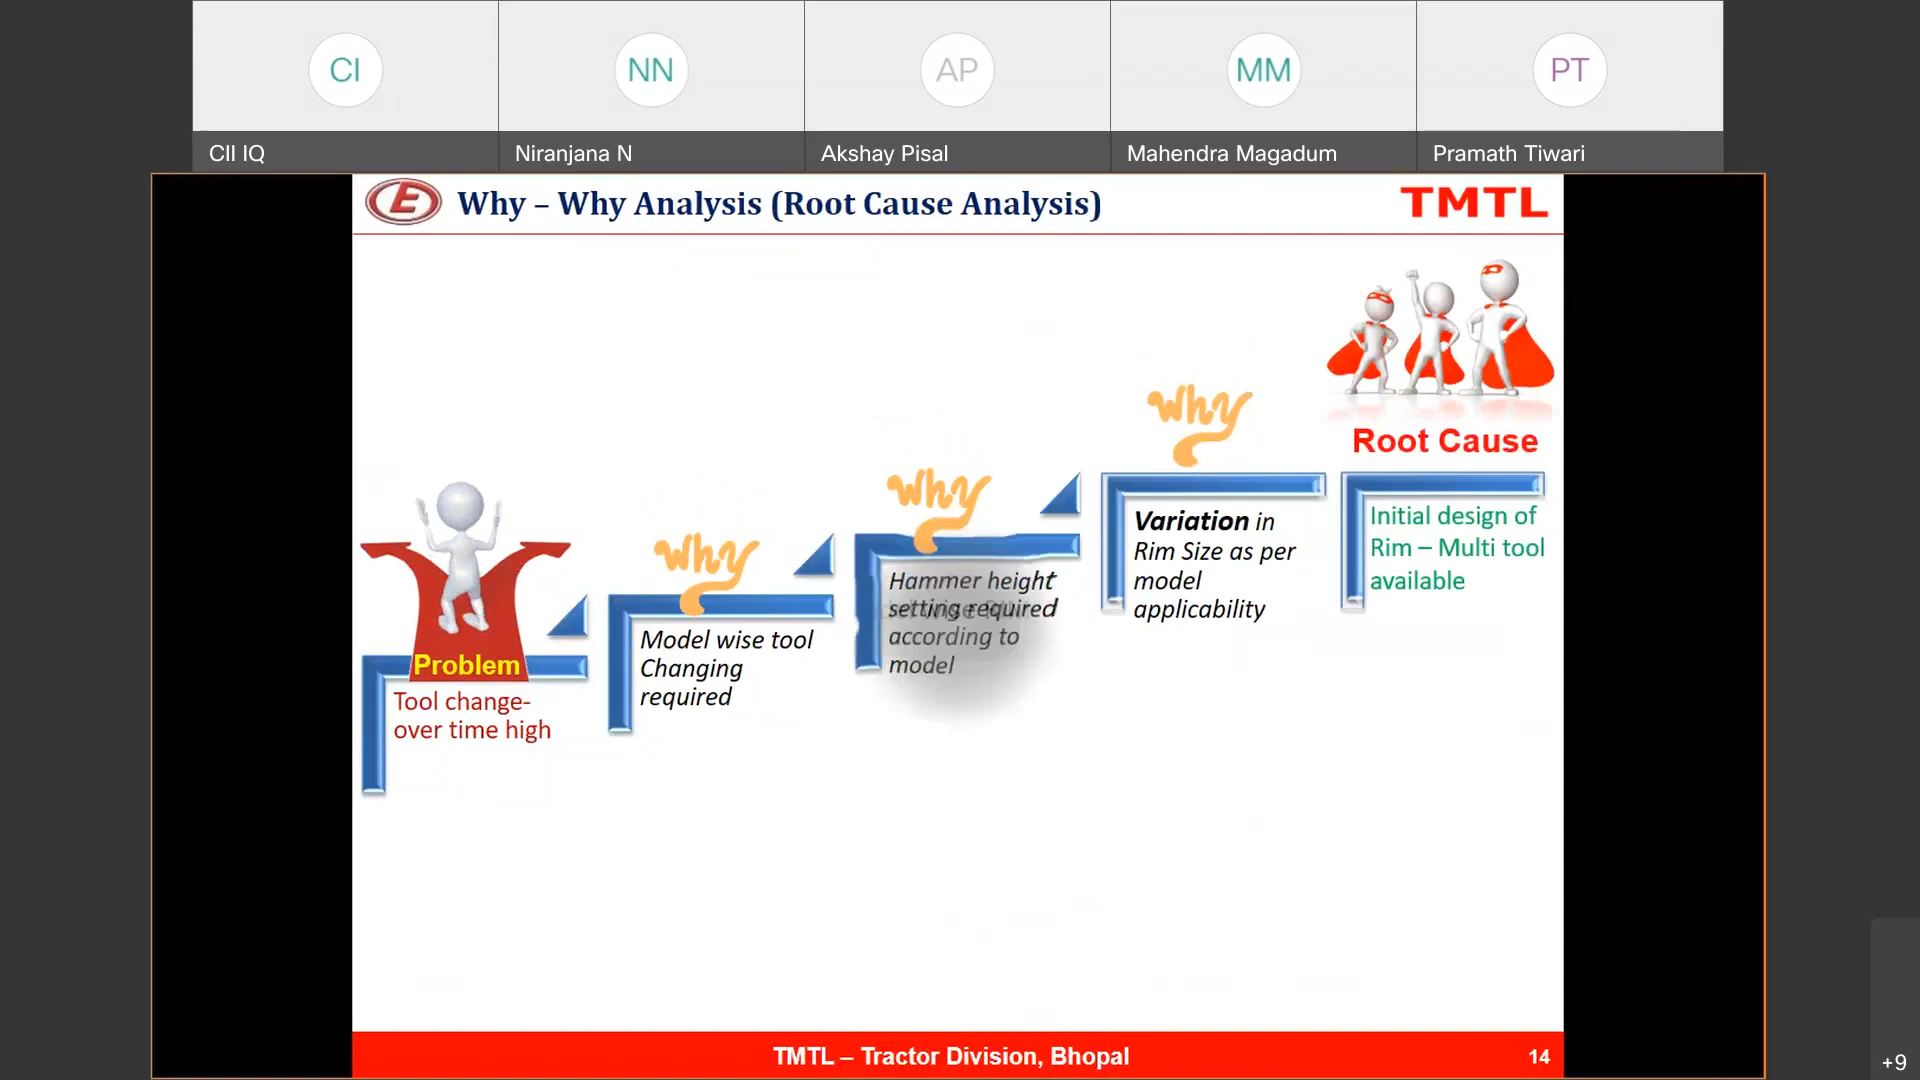 CI
NN
AP
MM
PT
CII IQ
Niranjana N
Akshay Pisal
Mahendra Magadum
Pramath Tiwari
E
Why – Why Analysis (Root Cause Analysis)
TMTL
Why
Root Cause
Why
Why
Variation in
Rim Size as per
model
applicability
Initial design of
Rim – Multi tool
available
Hammer height
setting required
according to
model
Model wise tool
Changing
required
Problem
Tool change-
over time high
TMTL – Tractor Division, Bhopal
14
+9